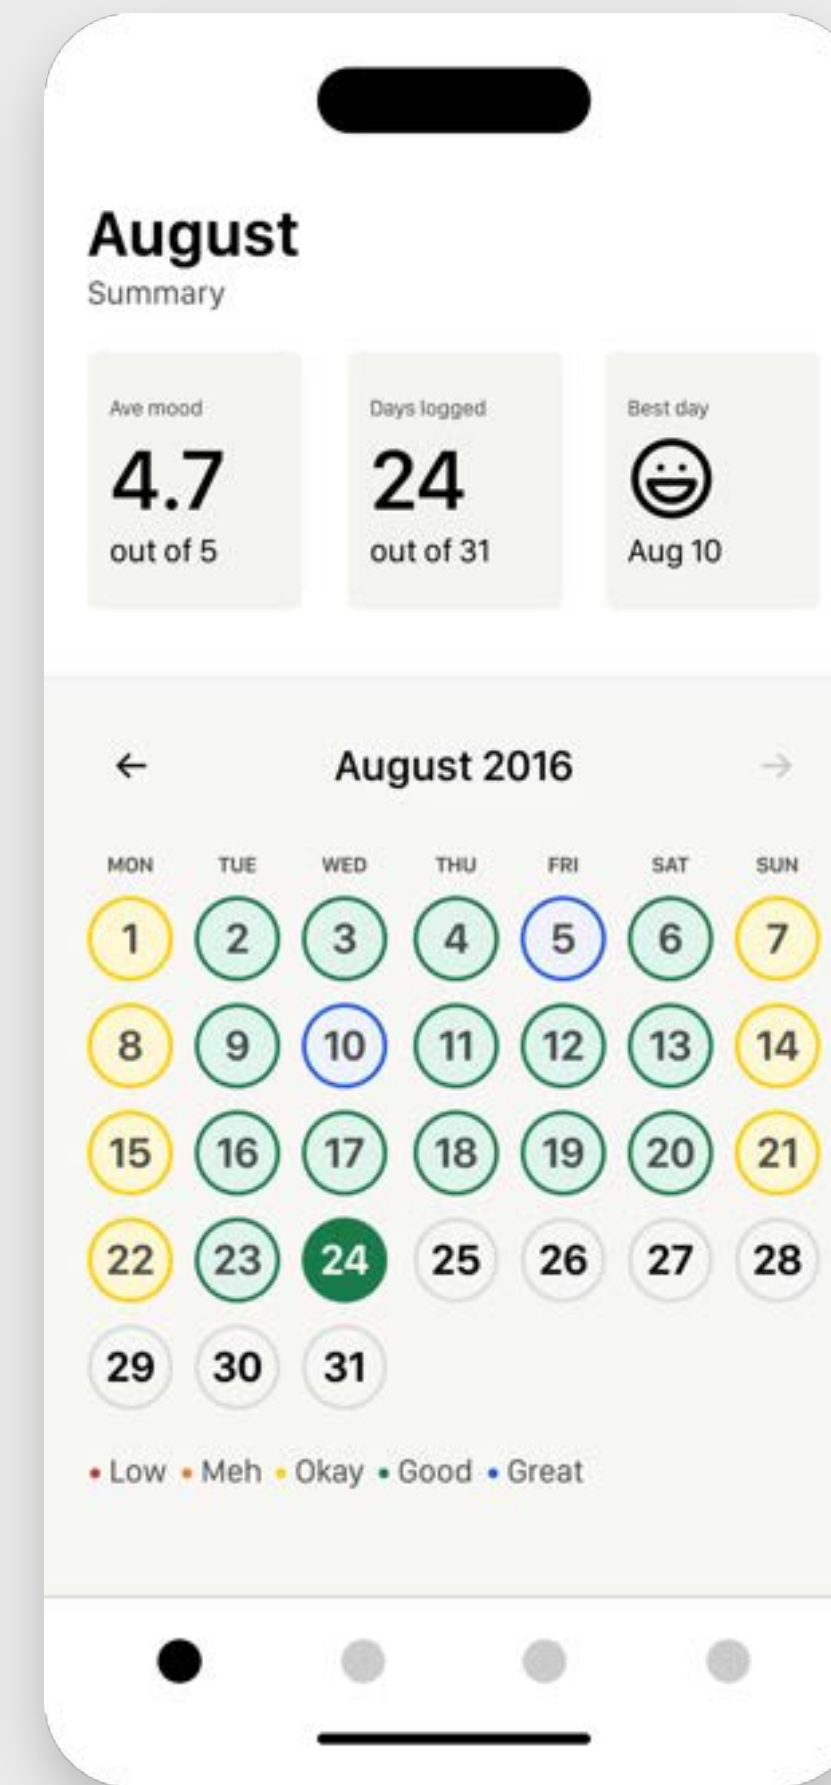 August
Summary
Ave mood Days logged Best day
4.7 24
out of 5 out of 31 Aug 10
← August 2016 →
MON TUE WED THU FRI SAT SUN
1 2 3 4 5 6 7
8 9 10 11 12 13 14
15 16 17 18 19 20 21
22 23 24 25 26 27 28
29 30 31
• Low • Meh • Okay • Good • Great